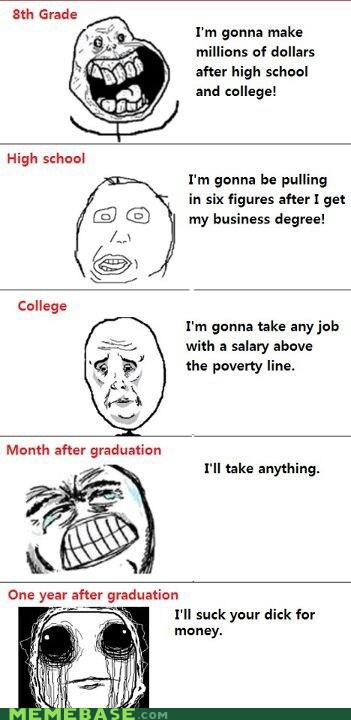 8th Grade
I'm gonna make
millions of dollars
after high school
and college!
High school
I'm gonna be pulling
in six figures after I get
my business degree!
College
I'm gonna take any job
with a salary above
the poverty line.
Month after graduation
I'll take anything.
One year after graduation
I'll suck your dick for
money.
MEMEBASE.COM